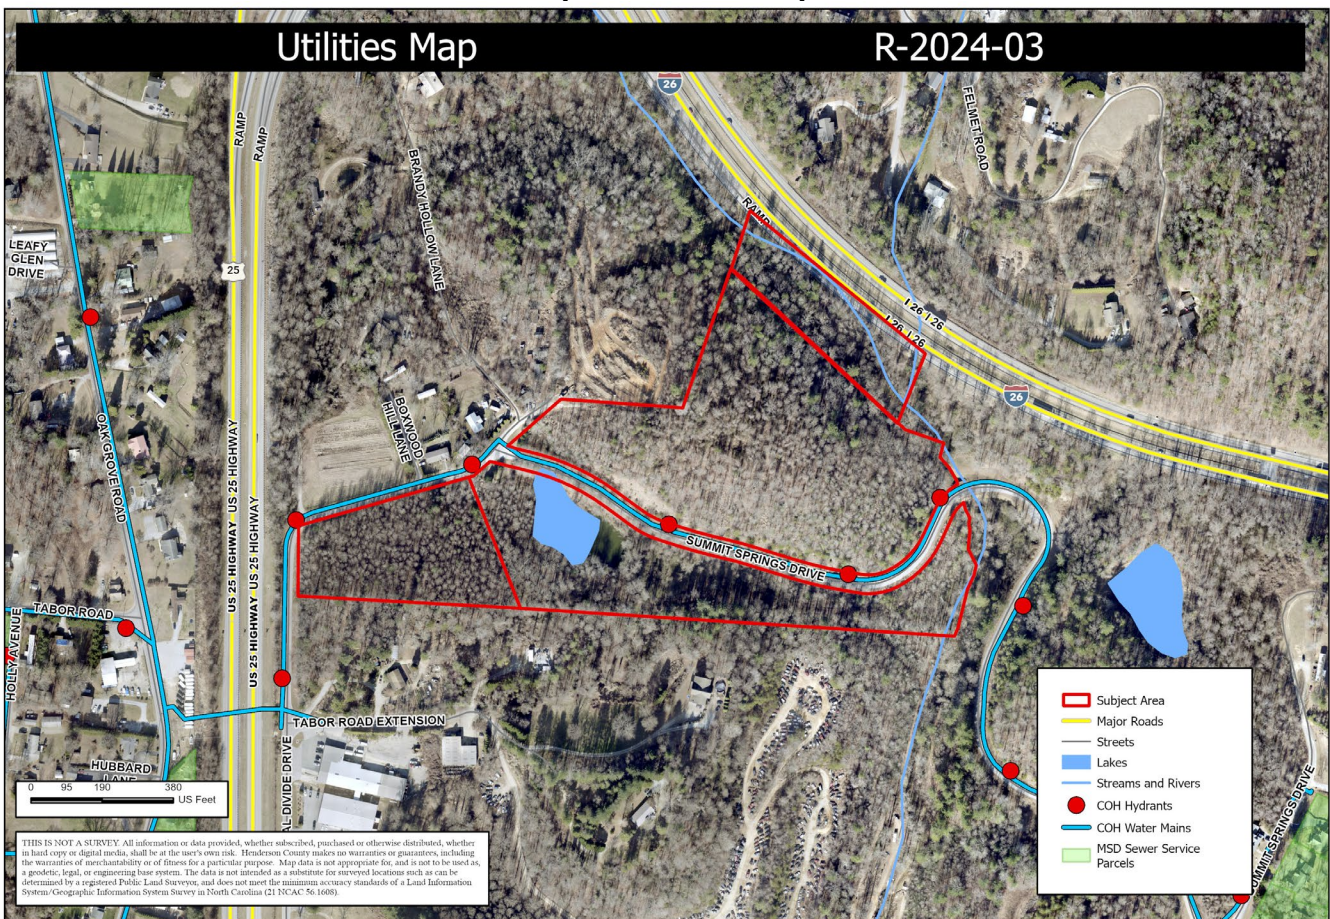 Utilities Map
R-2024-03
26
FELMET ROAD
RAMP
RAMP
BRANDY HOLLOW LANE
RAMP
LEAFY
GLEN
DRIVE
25
I 26 I 26
I 26 I 26
26
BOXWOOD
HILL LANE
OAK GROVE ROAD
US 25 HIGHWAY US 25 HIGHWAY
US 25 HIGHWAY US 25 HIGHWAY
SUMMIT SPRINGS DRIVE
TABOR ROAD
HOLLY AVENUE
TABOR ROAD EXTENSION
HUBBARD
LANE
AL DIVIDE DRIVE
SUMMIT SPRINGS DRIVE
0 95 190 380
US Feet
Subject Area
Major Roads
Streets
Lakes
Streams and Rivers
COH Hydrants
COH Water Mains
MSD Sewer Service
Parcels
THIS IS NOT A SURVEY. All information or data provided, whether subscribed, purchased or otherwise distributed, whether
in hard copy or digital media, shall be at the user's own risk. Henderson County makes no warranties or guarantees, including
the warranties of merchantability or of fitness for a particular purpose. Map data is not appropriate for, and is not to be used as,
a geodetic, legal, or engineering base system. The data is not intended as a substitute for surveyed locations such as can be
determined by a registered Public Land Surveyor, and does not meet the minimum accuracy standards of a Land Information
System/Geographic Information System Survey in North Carolina (21 NCAC 56.1608).